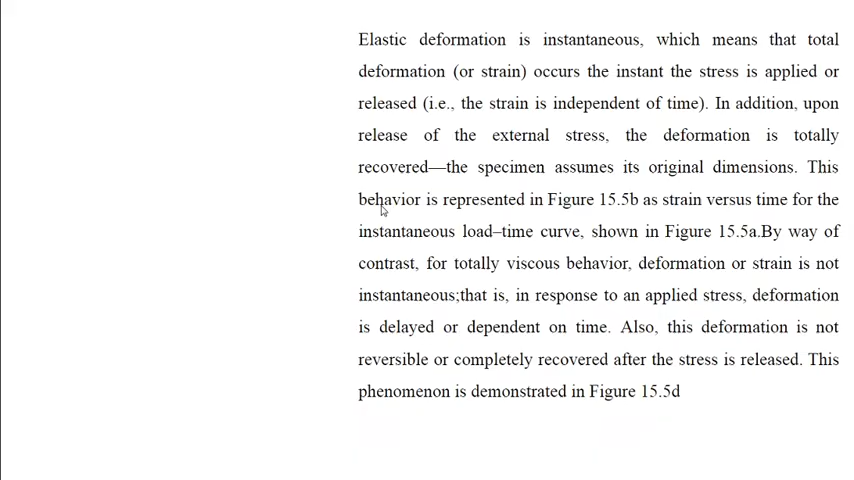 Elastic deformation is instantaneous, which means that total
deformation (or strain) occurs the instant the stress is applied or
released (i.e., the strain is independent of time). In addition, upon
release of the external stress, the deformation is totally
recovered—the specimen assumes its original dimensions. This
behavior is represented in Figure 15.5b as strain versus time for the
instantaneous load–time curve, shown in Figure 15.5a.By way of
contrast, for totally viscous behavior, deformation or strain is not
instantaneous;that is, in response to an applied stress, deformation
is delayed or dependent on time. Also, this deformation is not
reversible or completely recovered after the stress is released. This
phenomenon is demonstrated in Figure 15.5d